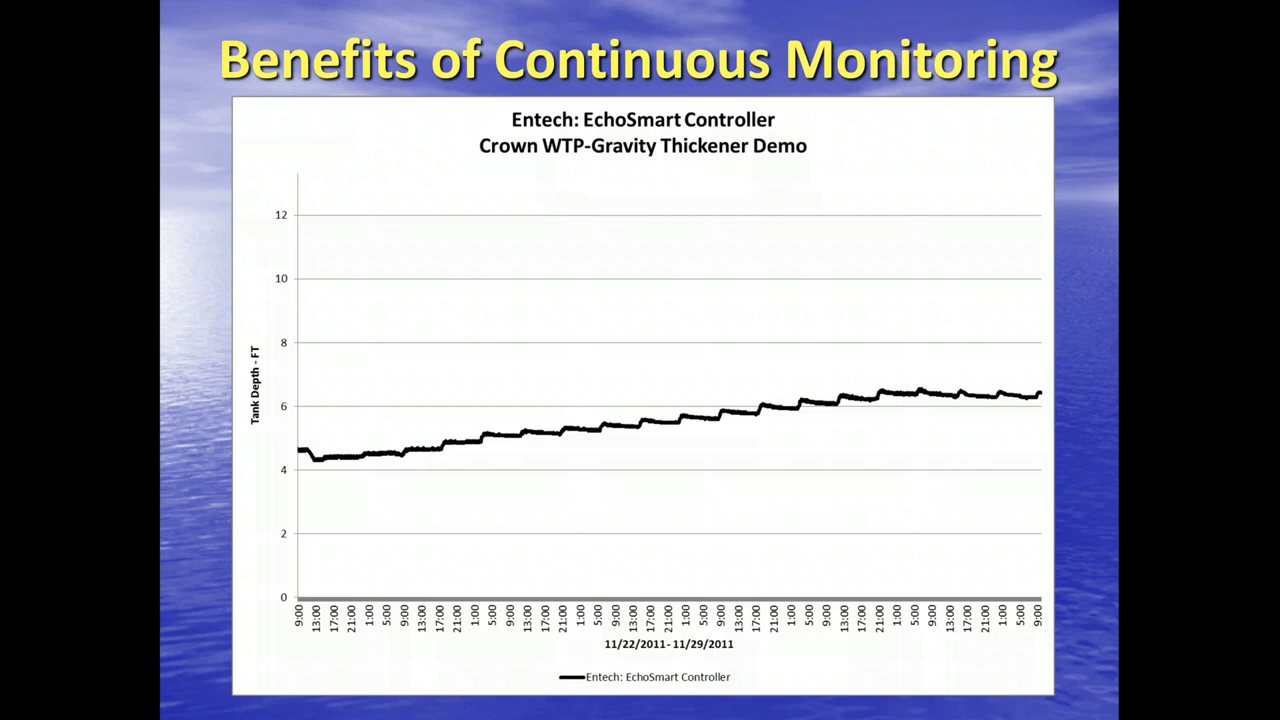 Benefits of Continuous Monitoring
Entech: EchoSmart Controller
Crown WTP-Gravity Thickener Demo
12
10
8
6
4
2
0
Tank Depth - FT
9:00 13:00 17:00 21:00 1:00 5:00 9:00 13:00 17:00 21:00 1:00 5:00 9:00 13:00 17:00 21:00 1:00 5:00 9:00 13:00 17:00 21:00 1:00 5:00 9:00 13:00 17:00 21:00 1:00 5:00 9:00 13:00 17:00 21:00 1:00 5:00 9:00 13:00 17:00 21:00 1:00 5:00 9:00
11/22/2011 - 11/29/2011
Entech: EchoSmart Controller